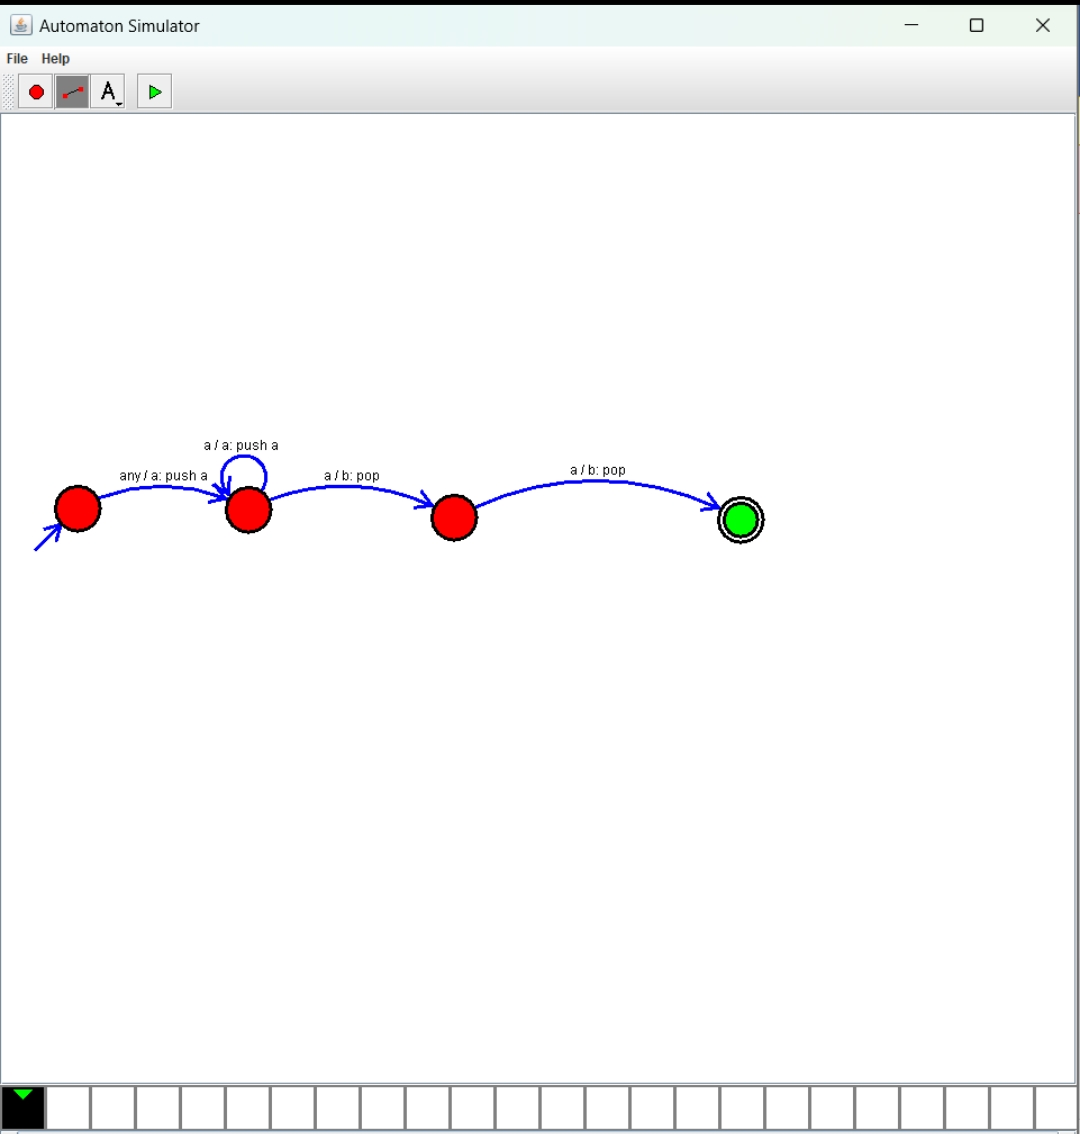 Automaton Simulator
File Help
A
a / a: push a
any / a: push a
a / b: pop
a / b: pop